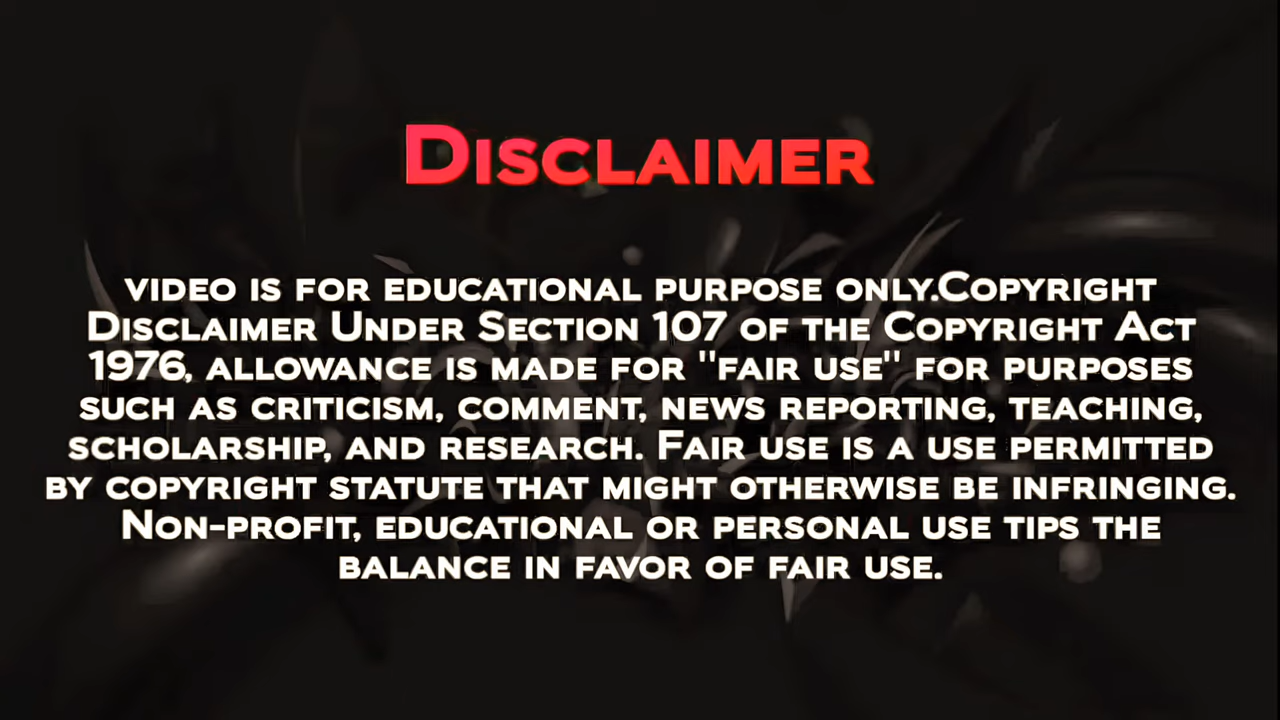 Disclaimer
video is for educational purpose only.Copyright
Disclaimer Under Section 107 of the Copyright Act
1976, allowance is made for "fair use" for purposes
such as criticism, comment, news reporting, teaching,
scholarship, and research. Fair use is a use permitted
by copyright statute that might otherwise be infringing.
Non-profit, educational or personal use tips the
balance in favor of fair use.